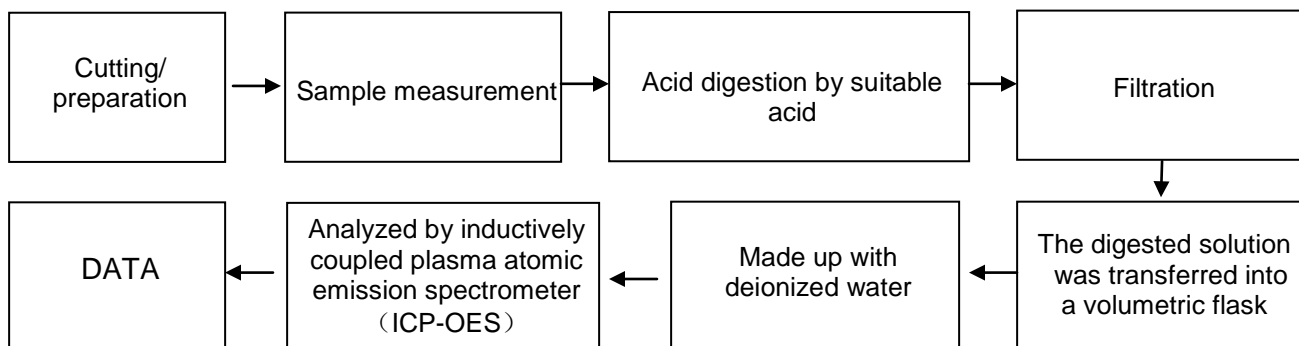 Cutting/
preparation
Sample measurement
Acid digestion by suitable
acid
Filtration
The digested solution
was transferred into
a volumetric flask
Made up with
deionized water
Analyzed by inductively
coupled plasma atomic
emission spectrometer
（ICP-OES）
DATA